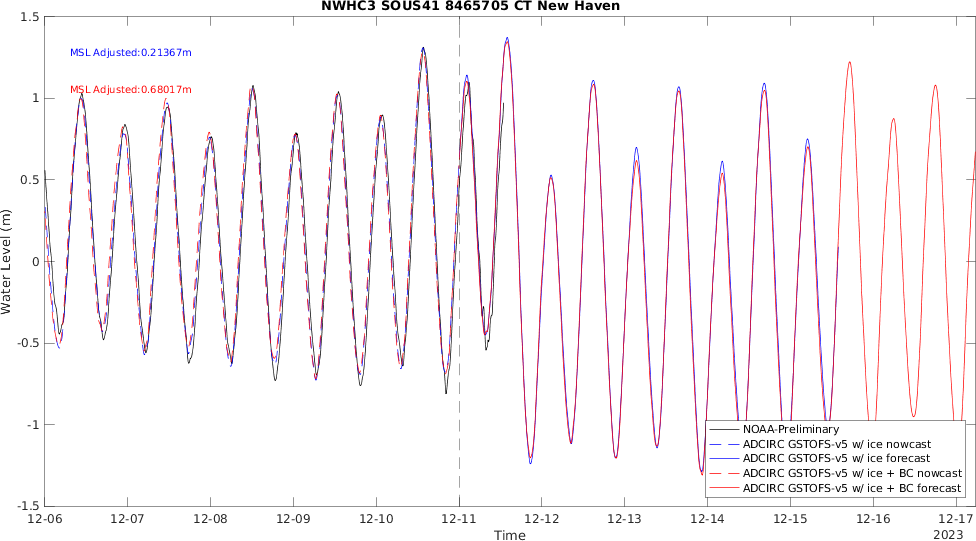 NWHC3 SOUS41 8465705 CT New Haven
MSL Adjusted:0.21367m
MSL Adjusted:0.68017m
1.5
1
0.5
0
-0.5
-1
-1.5
Water Level (m)
NOAA-Preliminary
ADCIRC GSTOFS-v5 w/ ice nowcast
ADCIRC GSTOFS-v5 w/ ice forecast
ADCIRC GSTOFS-v5 w/ ice + BC nowcast
ADCIRC GSTOFS-v5 w/ ice + BC forecast
12-06 12-07 12-08 12-09 12-10 12-11 12-12 12-13 12-14 12-15 12-16 12-17
Time
2023